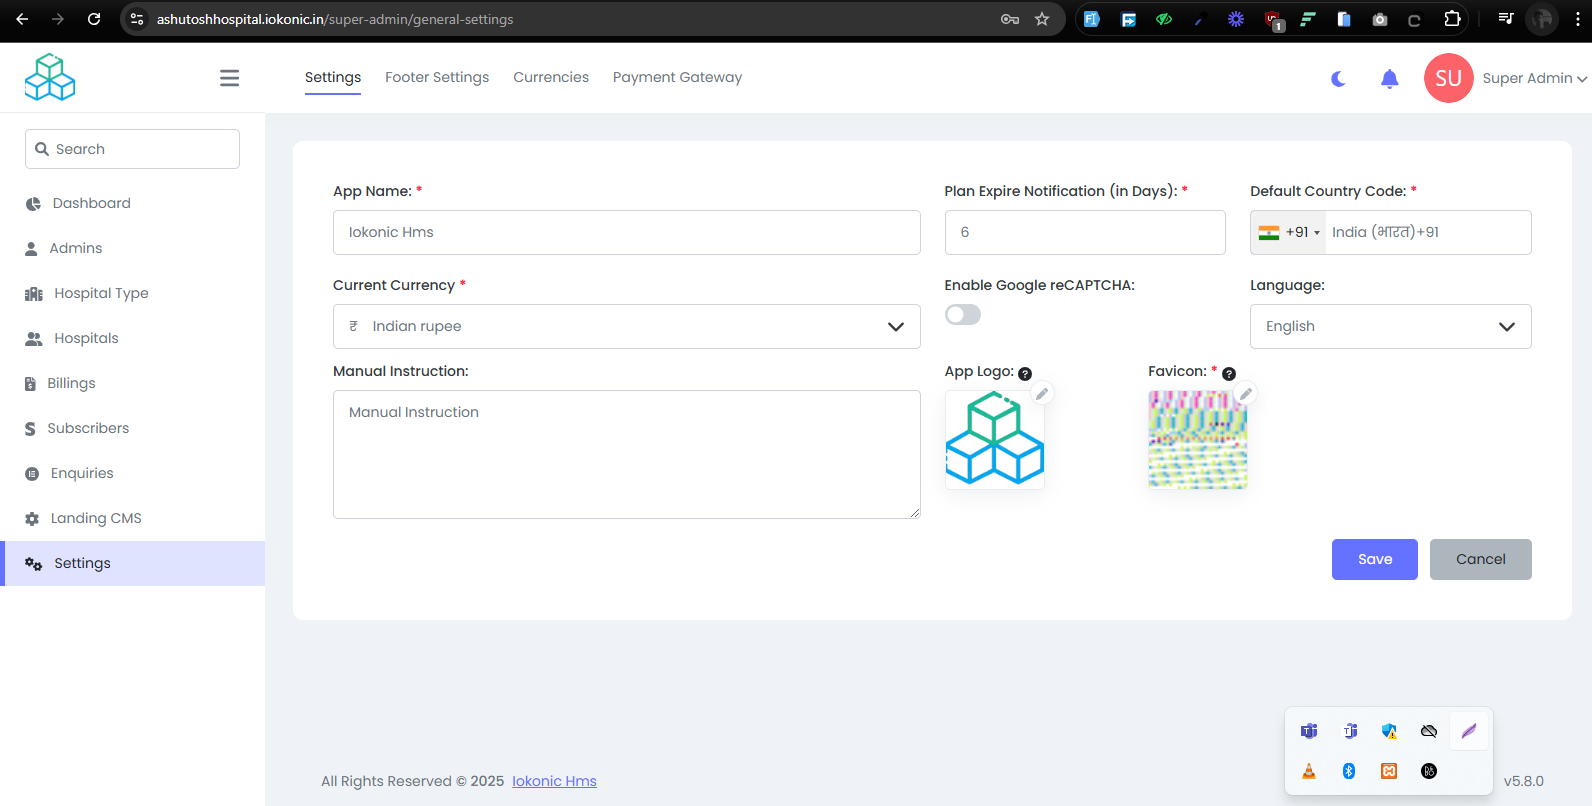 ashutoshhospital.iokonic.in/super-admin/general-settings
1
Settings Footer Settings Currencies Payment Gateway
SU Super Admin
Search
Dashboard
Admins
Hospital Type
Hospitals
Billings
Subscribers
Enquiries
Landing CMS
Settings
App Name: *
Iokonic Hms
Plan Expire Notification (in Days): *
6
Default Country Code: *
+91 India (भारत)+91
Current Currency *
₹ Indian rupee
Enable Google reCAPTCHA:
Language:
English
Manual Instruction:
Manual Instruction
App Logo: ?
Favicon: * ?
Save Cancel
All Rights Reserved © 2025 Iokonic Hms
v5.8.0